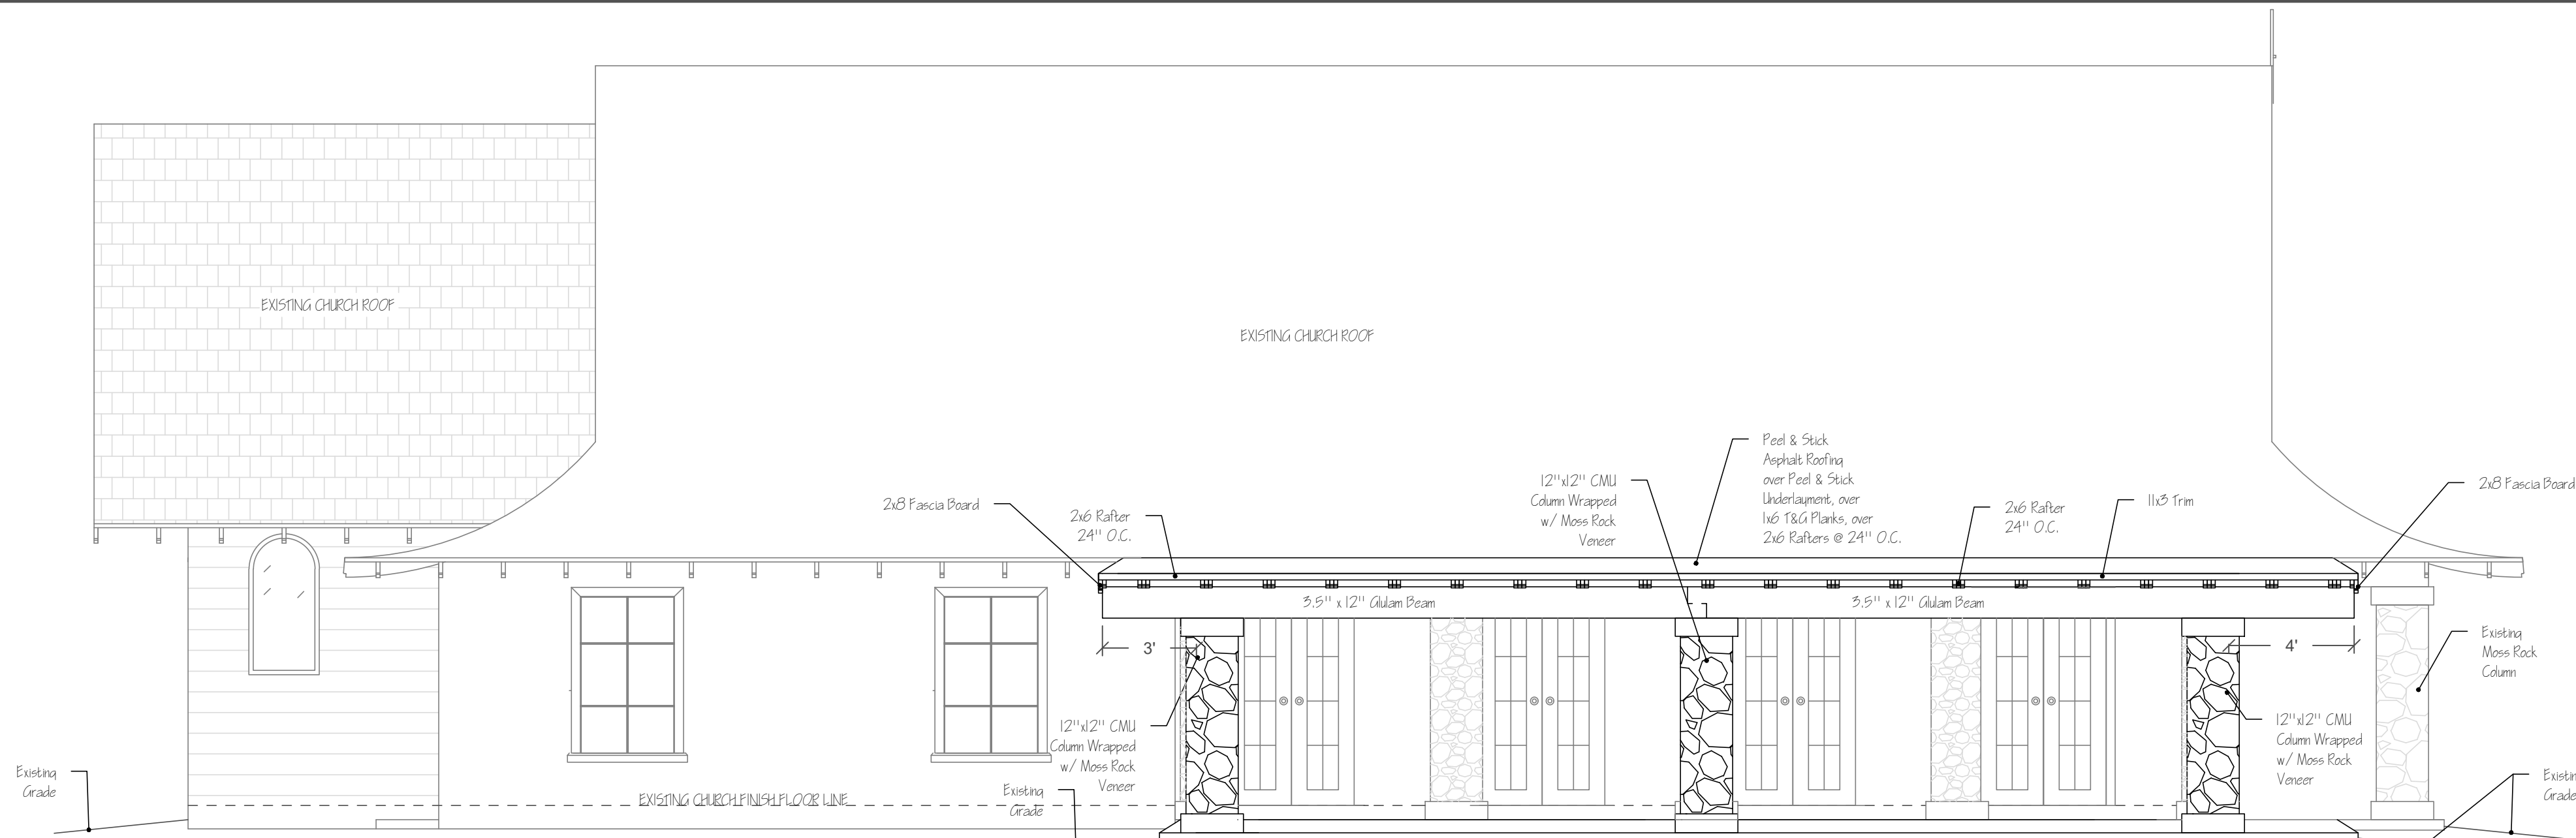 EXISTING CHURCH ROOF
EXISTING CHURCH ROOF
Peel & Stick
Asphalt Roofing
over Peel & Stick
Underlayment, over
1x6 T&G Planks, over
2x6 Rafters @ 24" O.C.
12"x12" CMU
Column Wrapped
w/ Moss Rock
Veneer
2x8 Fascia Board
2x6 Rafter
24" O.C.
2x6 Rafter
24" O.C.
11x3 Trim
2x8 Fascia Board
3.5" x 12" Glulam Beam
3.5" x 12" Glulam Beam
3'
4'
Existing
Moss Rock
Column
12"x12" CMU
Column Wrapped
w/ Moss Rock
Veneer
12"x12" CMU
Column Wrapped
w/ Moss Rock
Veneer
Existing
Grade
EXISTING CHURCH FINISH FLOOR LINE
Existing
Grade
Existin
Grade